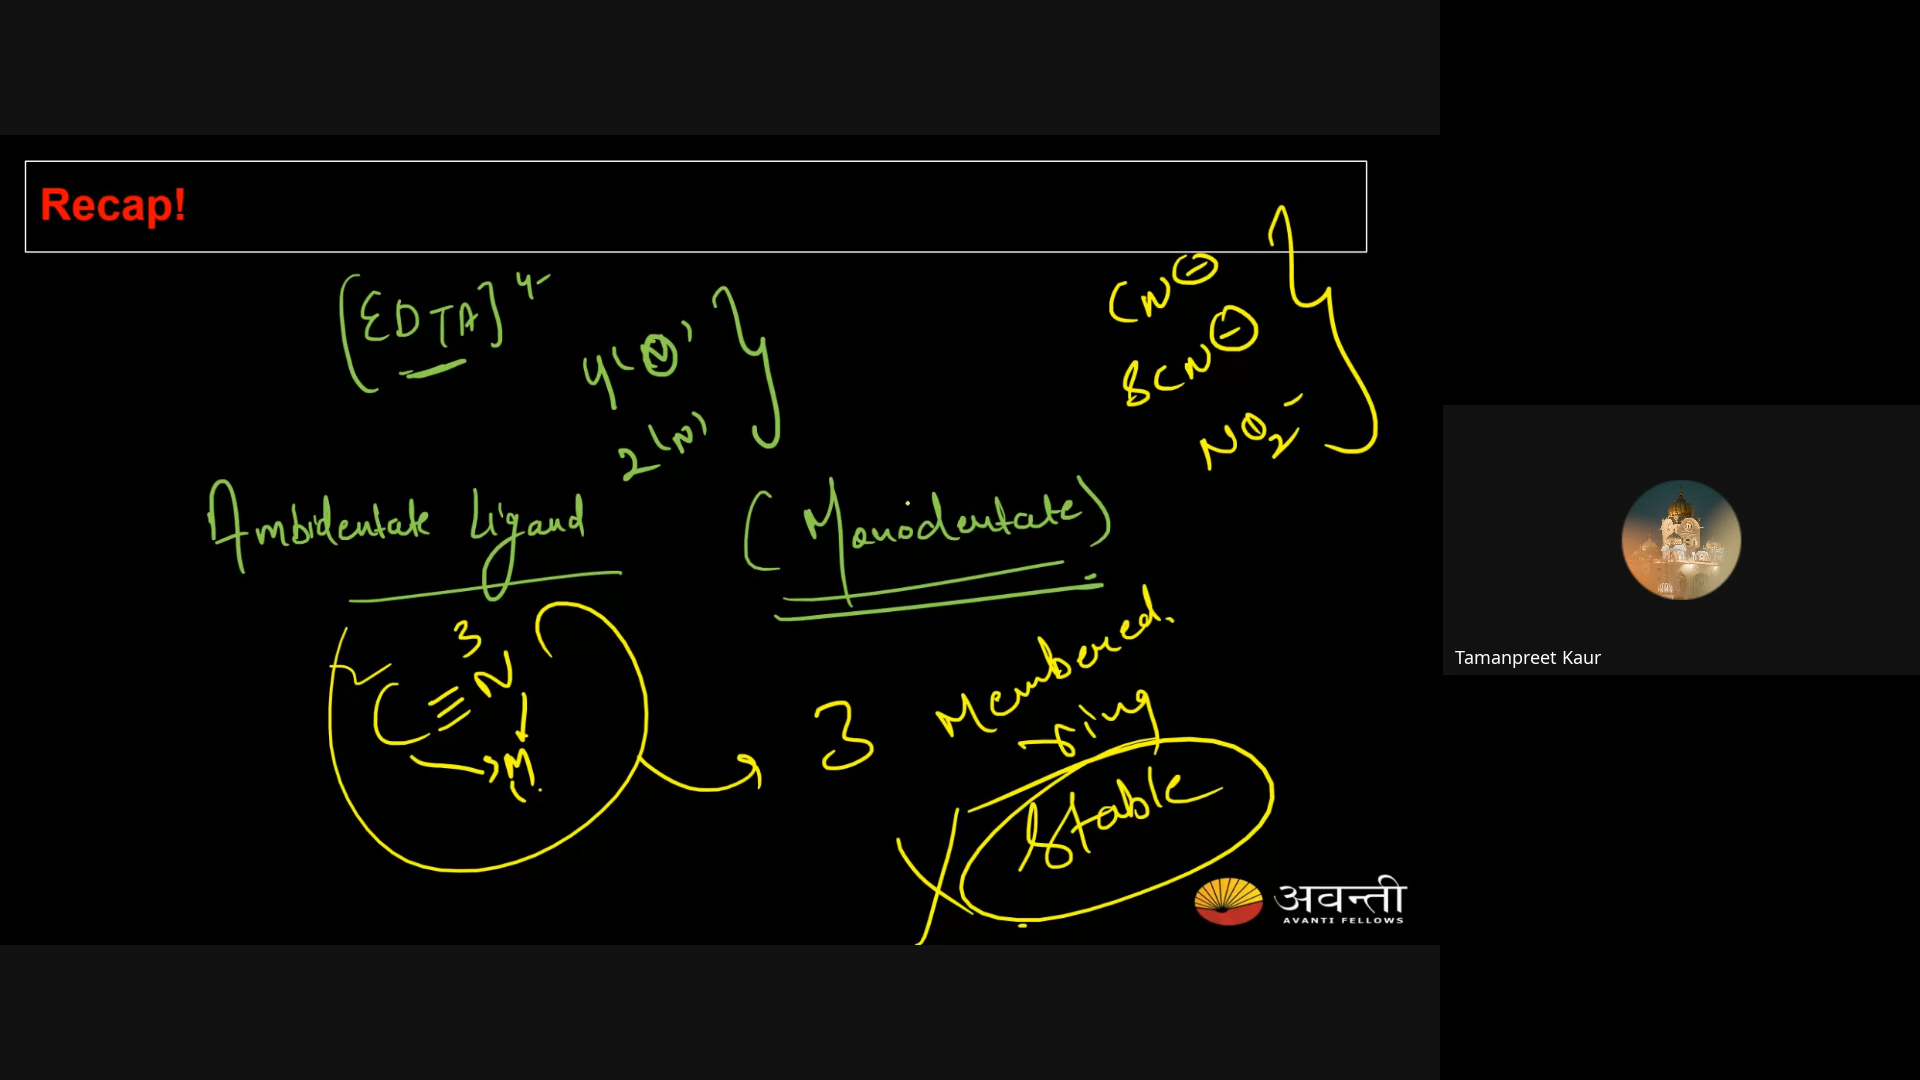 Recap!
[EDTA]⁴⁻
4(O)
2(N)
CN⊖
SCN⊖
NO₂⁻
Ambidentate Ligand (Monodentate)
3
C≡N
M
3 Membered
ring
Stable
अवन्ती
AVANTI FELLOWS
Tamanpreet Kaur